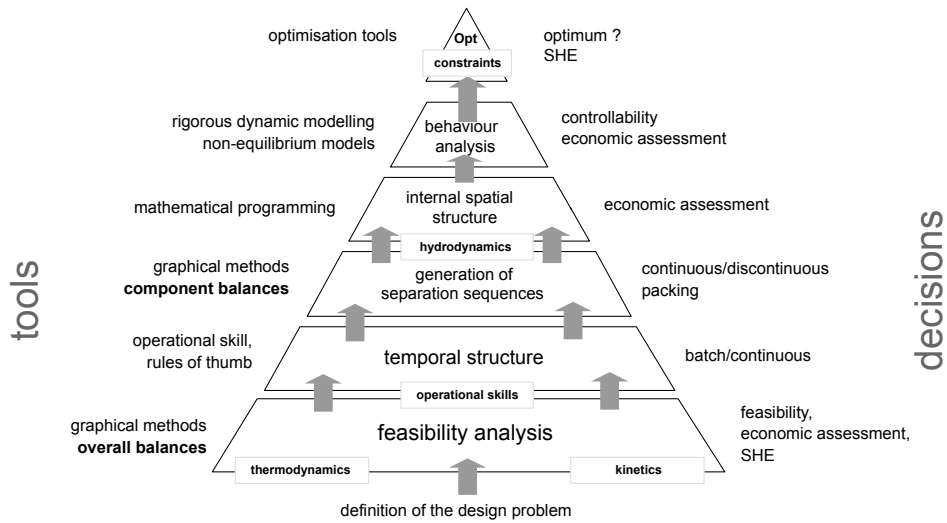 optimisation tools
Opt
constraints
optimum ?
SHE
rigorous dynamic modelling
non-equilibrium models
behaviour
analysis
controllability
economic assessment
mathematical programming
internal spatial
structure
economic assessment
hydrodynamics
graphical methods
component balances
generation of
separation sequences
continuous/discontinuous
packing
operational skill,
rules of thumb
temporal structure
batch/continuous
operational skills
graphical methods
overall balances
feasibility analysis
feasibility,
economic assessment,
SHE
thermodynamics
kinetics
definition of the design problem
tools
decisions